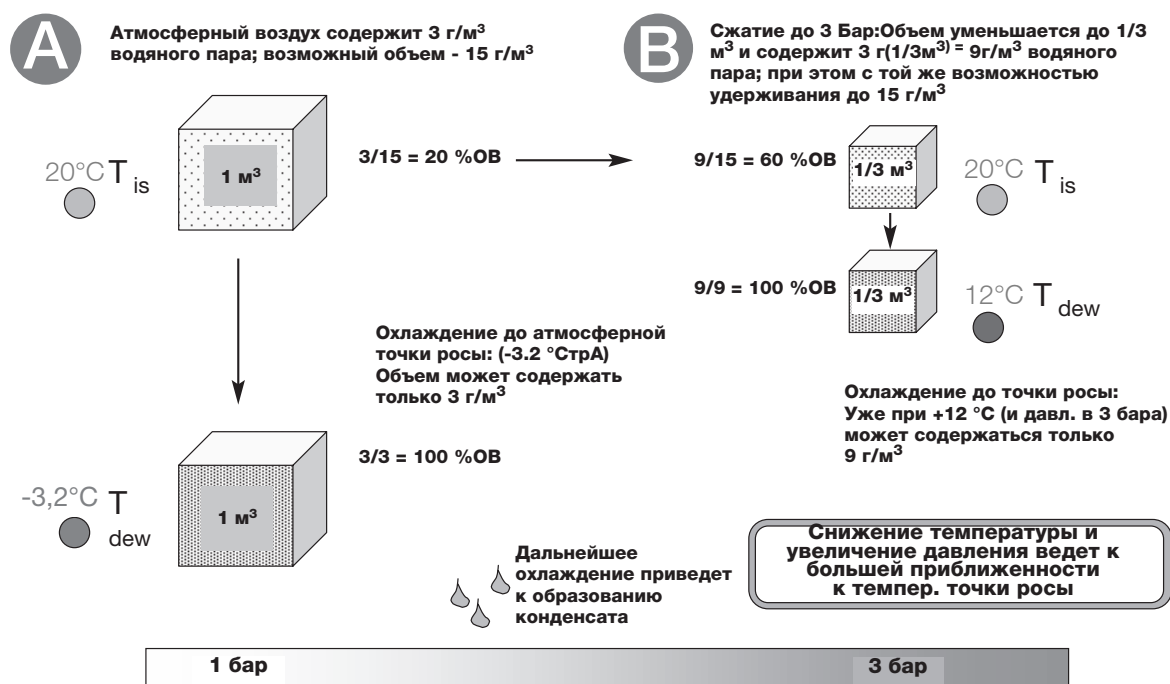 A
Атмосферный воздух содержит 3 г/м³
водяного пара; возможный объем - 15 г/м³
B
Сжатие до 3 Бар:Объем уменьшается до 1/3
м³ и содержит 3 г(1/3м³) = 9г/м³ водяного
пара; при этом с той же возможностью
удерживания до 15 г/м³
20°C T is
1 м³
3/15 = 20 %ОВ
9/15 = 60 %ОВ
1/3 м³
20°C T is
9/9 = 100 %ОВ
1/3 м³
12°C T dew
Охлаждение до атмосферной
точки росы: (-3.2 °CтрА)
Объем может содержать
только 3 г/м³
Охлаждение до точки росы:
Уже при +12 °C (и давл. в 3 бара)
может содержаться только
9 г/м³
3/3 = 100 %ОВ
-3,2°C T
dew
1 м³
Дальнейшее
охлаждение приведет
к образованию
конденсата
Снижение температуры и
увеличение давления ведет к
большей приближенности
к темпер. точки росы
1 бар
3 бар